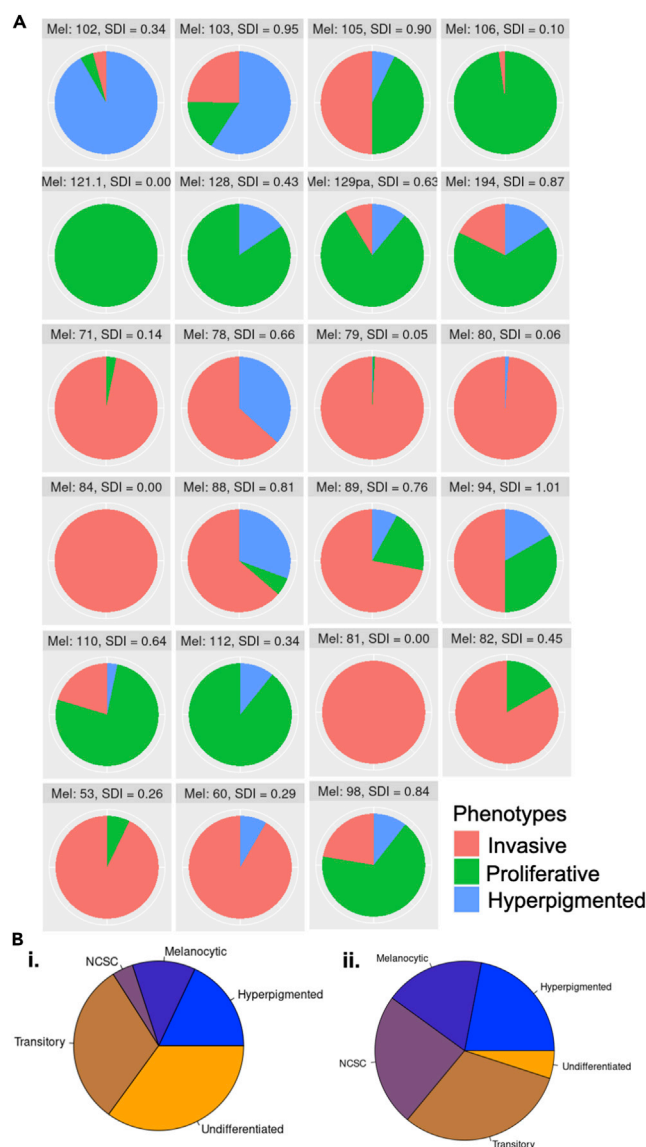 A
Mel: 102, SDI = 0.34 Mel: 103, SDI = 0.95 Mel: 105, SDI = 0.90 Mel: 106, SDI = 0.10
Mel: 121.1, SDI = 0.00 Mel: 128, SDI = 0.43 Mel: 129pa, SDI = 0.63 Mel: 194, SDI = 0.87
Mel: 71, SDI = 0.14 Mel: 78, SDI = 0.66 Mel: 79, SDI = 0.05 Mel: 80, SDI = 0.06
Mel: 84, SDI = 0.00 Mel: 88, SDI = 0.81 Mel: 89, SDI = 0.76 Mel: 94, SDI = 1.01
Mel: 110, SDI = 0.64 Mel: 112, SDI = 0.34 Mel: 81, SDI = 0.00 Mel: 82, SDI = 0.45
Mel: 53, SDI = 0.26 Mel: 60, SDI = 0.29 Mel: 98, SDI = 0.84
Phenotypes
Invasive
Proliferative
Hyperpigmented
B
i.
NCSC
Melanocytic
Hyperpigmented
Transitory
Undifferentiated
ii.
Melanocytic
Hyperpigmented
NCSC
Undifferentiated
Transitory